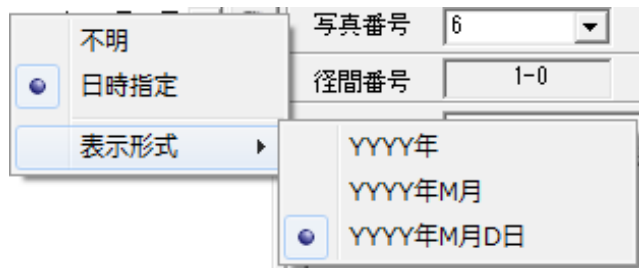 不明
日時指定
表示形式
YYYY年
YYYY年M月
YYYY年M月D日
写真番号 6
径間番号 1-0